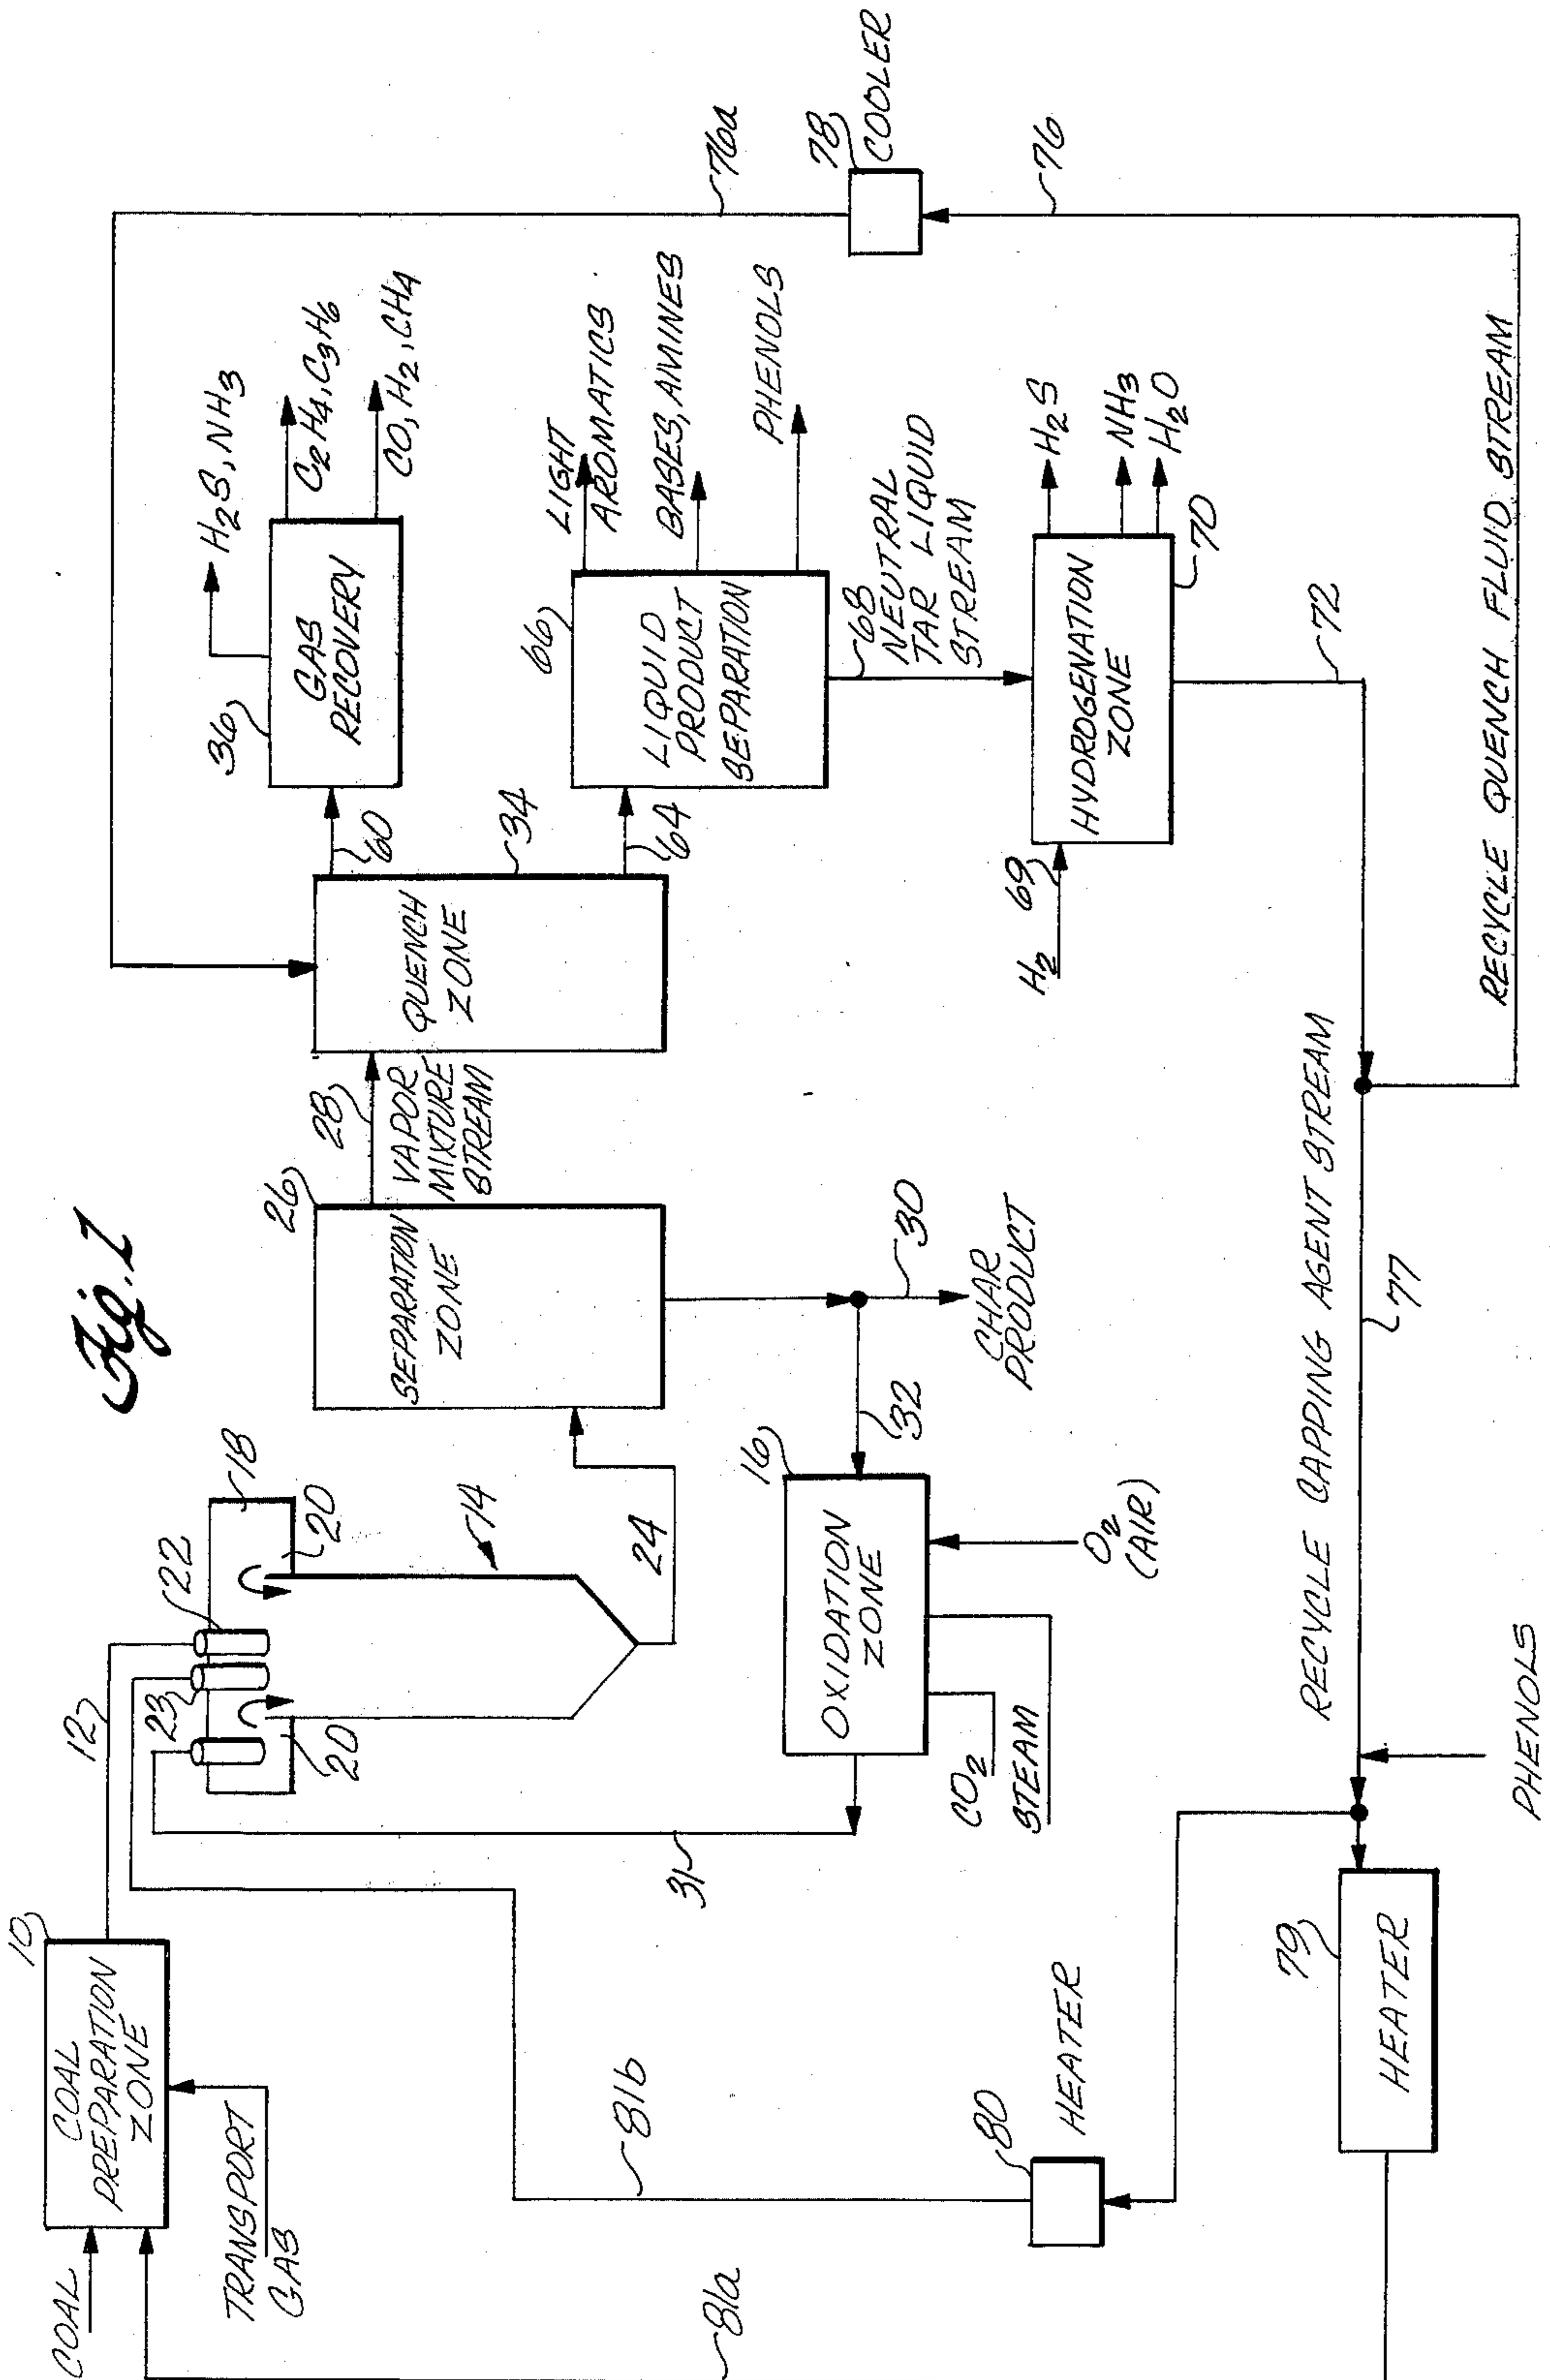 Fig. 1
COAL
10
COAL
PREPARATION
ZONE
TRANSPORT
GAS
12
23
22
18
20
20
14
24
31
81a
81b
80
HEATER
79
HEATER
PHENOLS
RECYCLE CAPPING AGENT STREAM
77
16
OXIDATION
ZONE
CO2
STEAM
O2
(AIR)
32
30
CHAR
PRODUCT
26
SEPARATION
ZONE
28
VAPOR
MIXTURE
STREAM
QUENCH
ZONE
34
60
64
36
GAS
RECOVERY
H2S, NH3
C2H4, C3H6
CO, H2, CH4
66
LIQUID
PRODUCT
SEPARATION
LIGHT
AROMATICS
BASES, AMINES
PHENOLS
68
NEUTRAL
TAR LIQUID
STREAM
H2
69
HYDROGENATION
ZONE
70
H2S
NH3
H2O
72
RECYCLE QUENCH FLUID STREAM
76
78
COOLER
76a